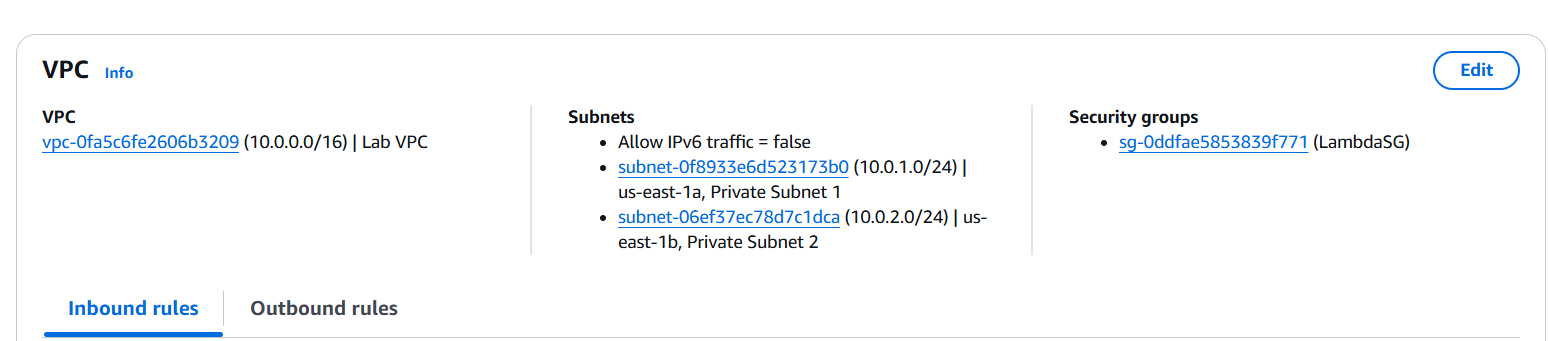 VPC Info
Edit
VPC
vpc-0fa5c6fe2606b3209 (10.0.0.0/16) | Lab VPC
Subnets
Allow IPv6 traffic = false
subnet-0f8933e6d523173b0 (10.0.1.0/24) |
us-east-1a, Private Subnet 1
subnet-06ef37ec78d7c1dca (10.0.2.0/24) | us-
east-1b, Private Subnet 2
Security groups
sg-0ddfae5853839f771 (LambdaSG)
Inbound rules
Outbound rules